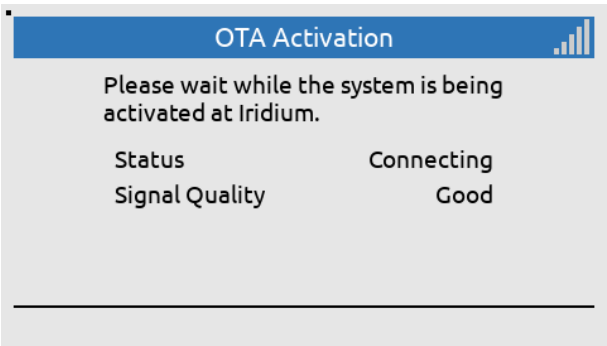 OTA Activation
Please wait while the system is being
activated at Iridium.
Status Connecting
Signal Quality Good